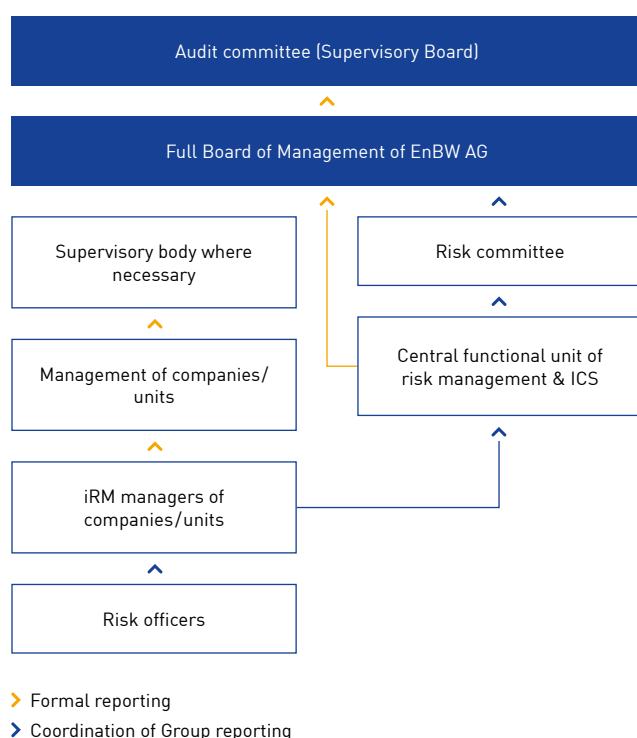 Audit committee (Supervisory Board)
Full Board of Management of EnBW AG
Supervisory body where
necessary
Risk committee
Management of companies/
units
Central functional unit of
risk management & ICS
iRM managers of
companies/units
Risk officers
Formal reporting
Coordination of Group reporting